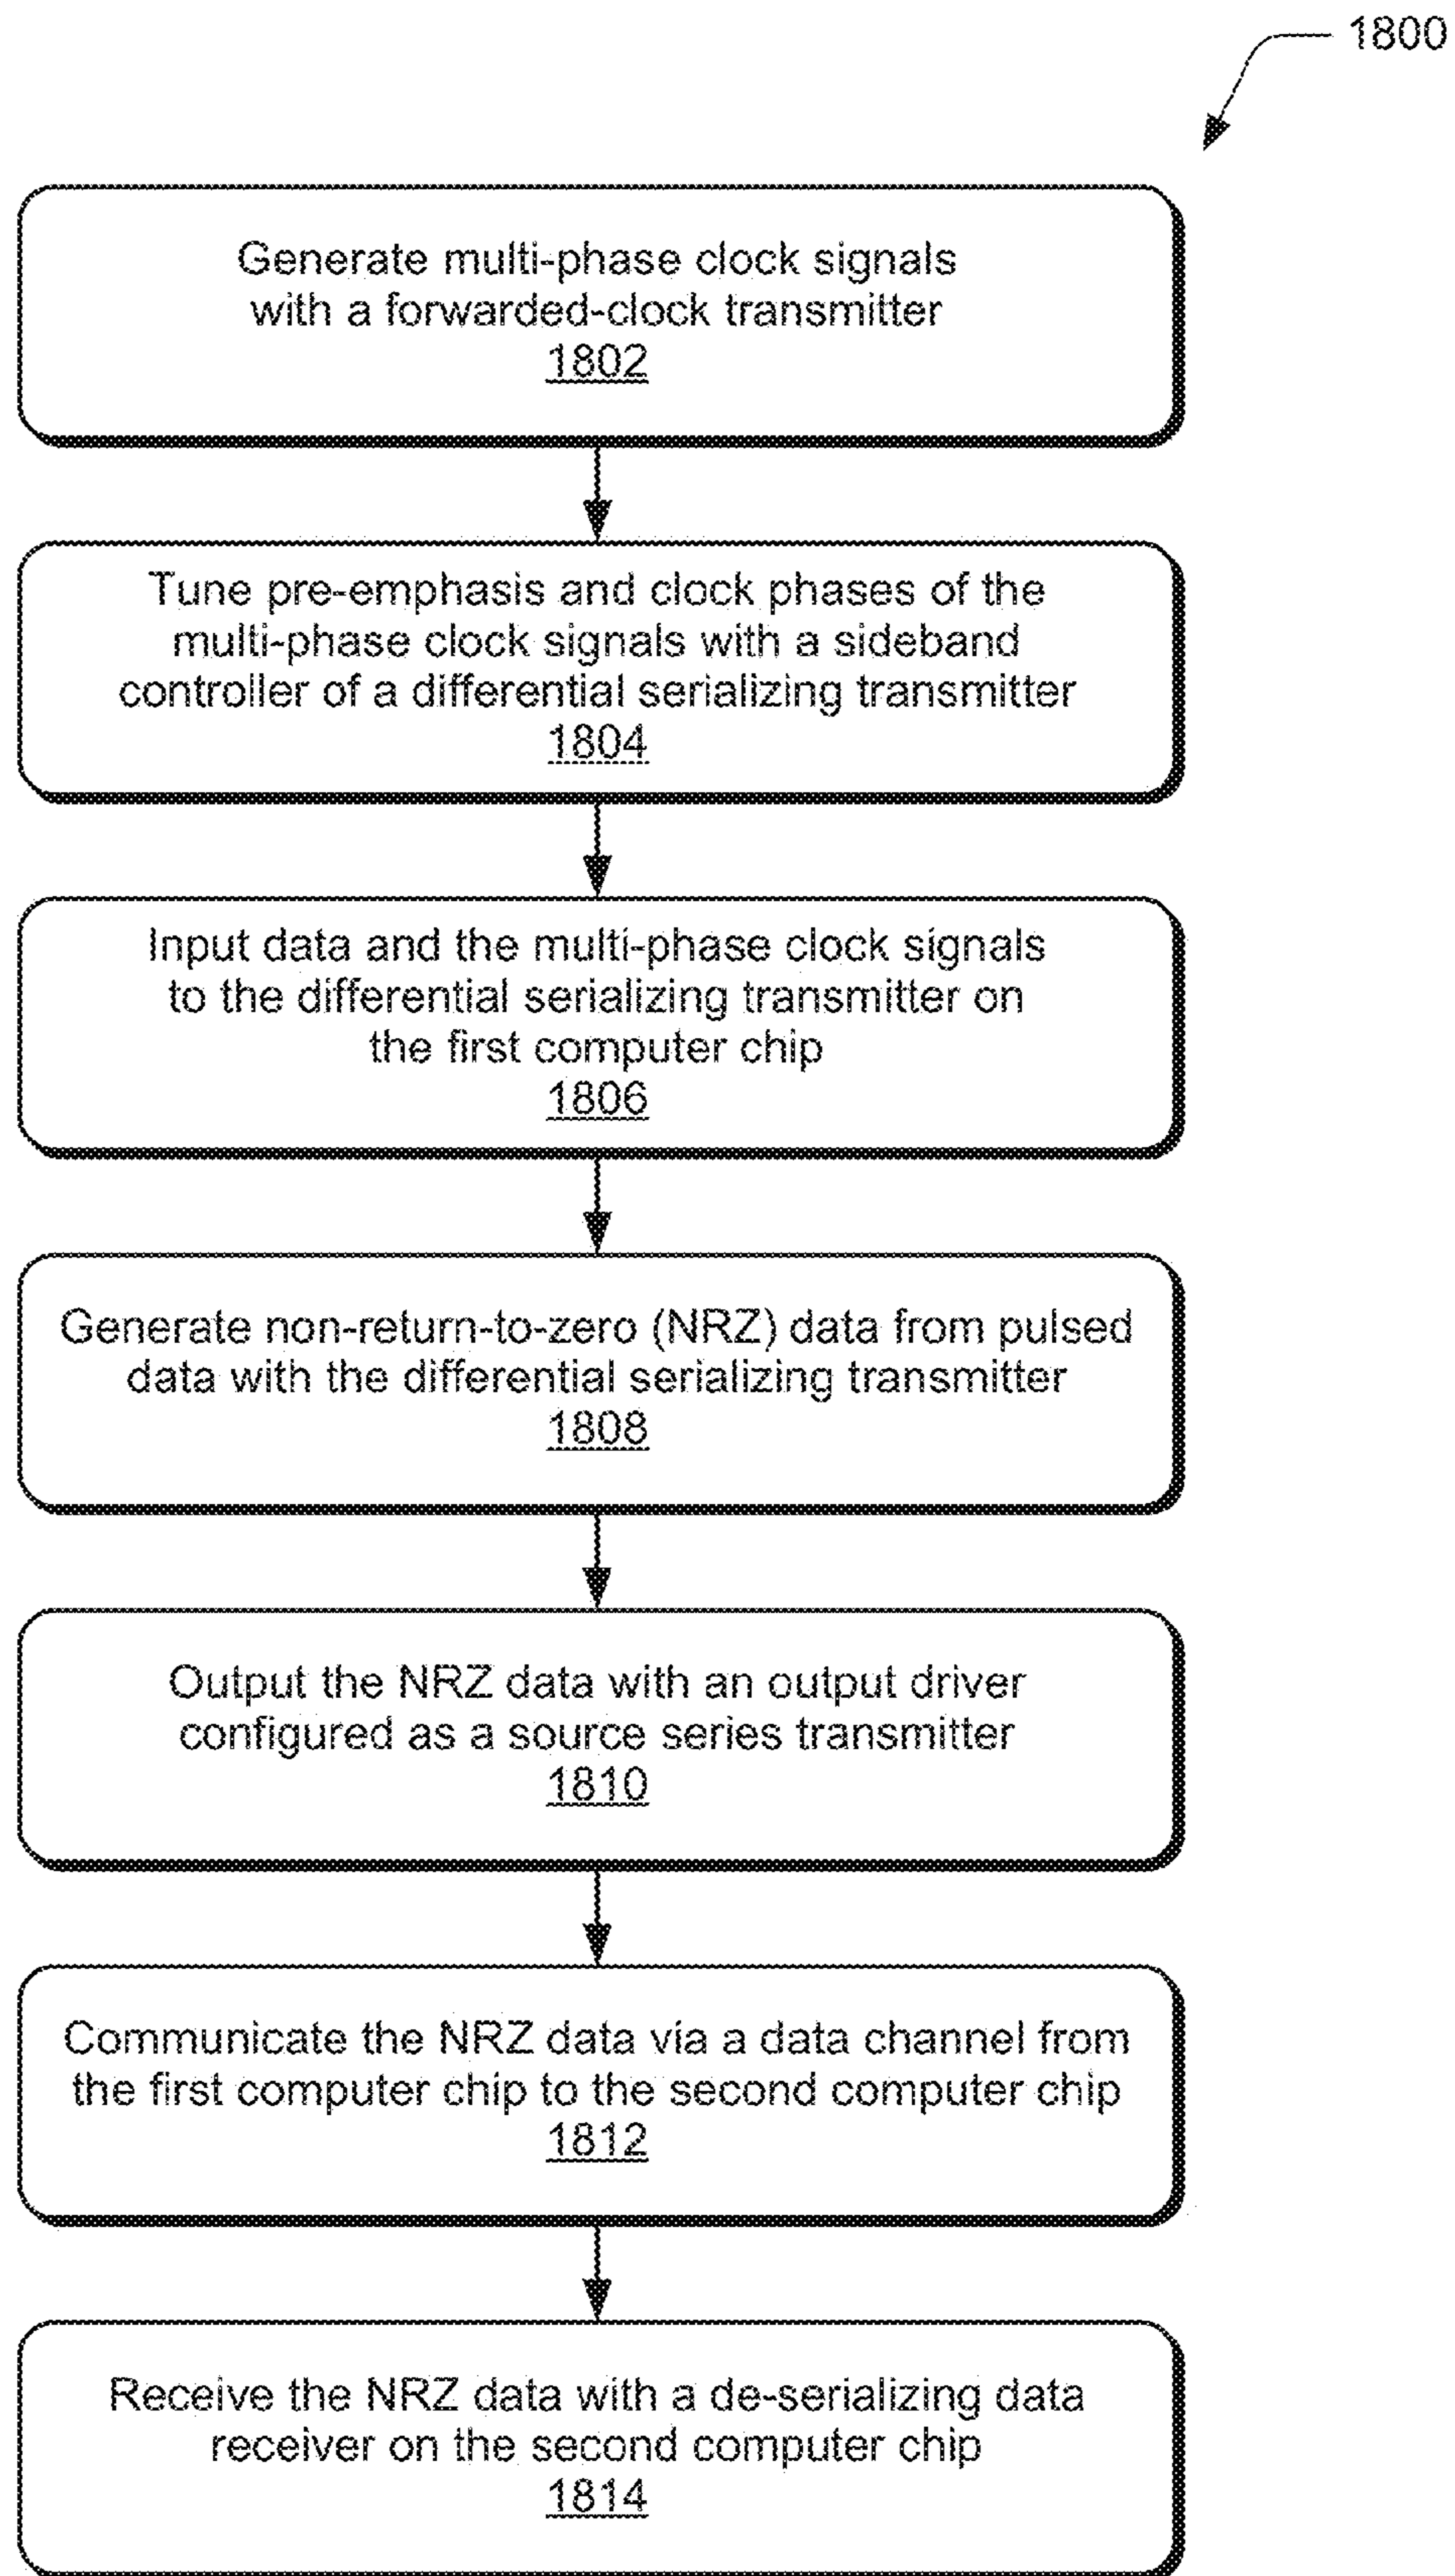 1800
Generate multi-phase clock signals
with a forwarded-clock transmitter
1802
Tune pre-emphasis and clock phases of the
multi-phase clock signals with a sideband
controller of a differential serializing transmitter
1804
Input data and the multi-phase clock signals
to the differential serializing transmitter on
the first computer chip
1806
Generate non-return-to-zero (NRZ) data from pulsed
data with the differential serializing transmitter
1808
Output the NRZ data with an output driver
configured as a source series transmitter
1810
Communicate the NRZ data via a data channel from
the first computer chip to the second computer chip
1812
Receive the NRZ data with a de-serializing data
receiver on the second computer chip
1814